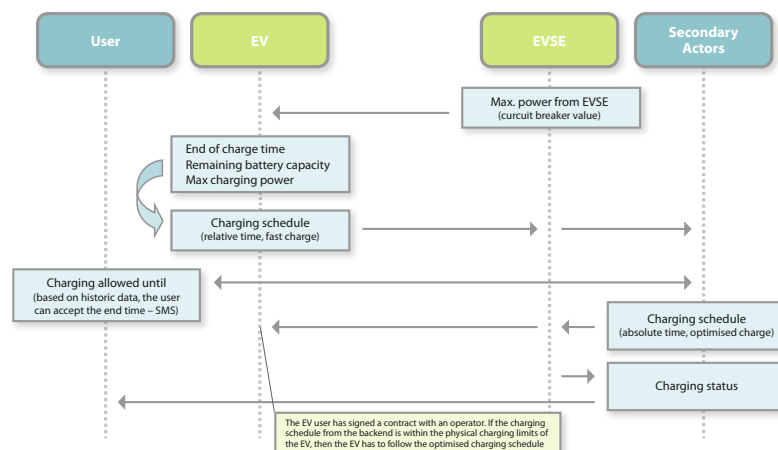 User
EV
EVSE
Secondary
Actors
Max. power from EVSE
(curcuit breaker value)
End of charge time
Remaining battery capacity
Max charging power
Charging schedule
(relative time, fast charge)
Charging allowed until
(based on historic data, the user
can accept the end time – SMS)
Charging schedule
(absolute time, optimised charge)
Charging status
The EV user has signed a contract with an operator. If the charging
schedule from the backend is within the physical charging limits of
the EV, then the EV has to follow the optimised charging schedule